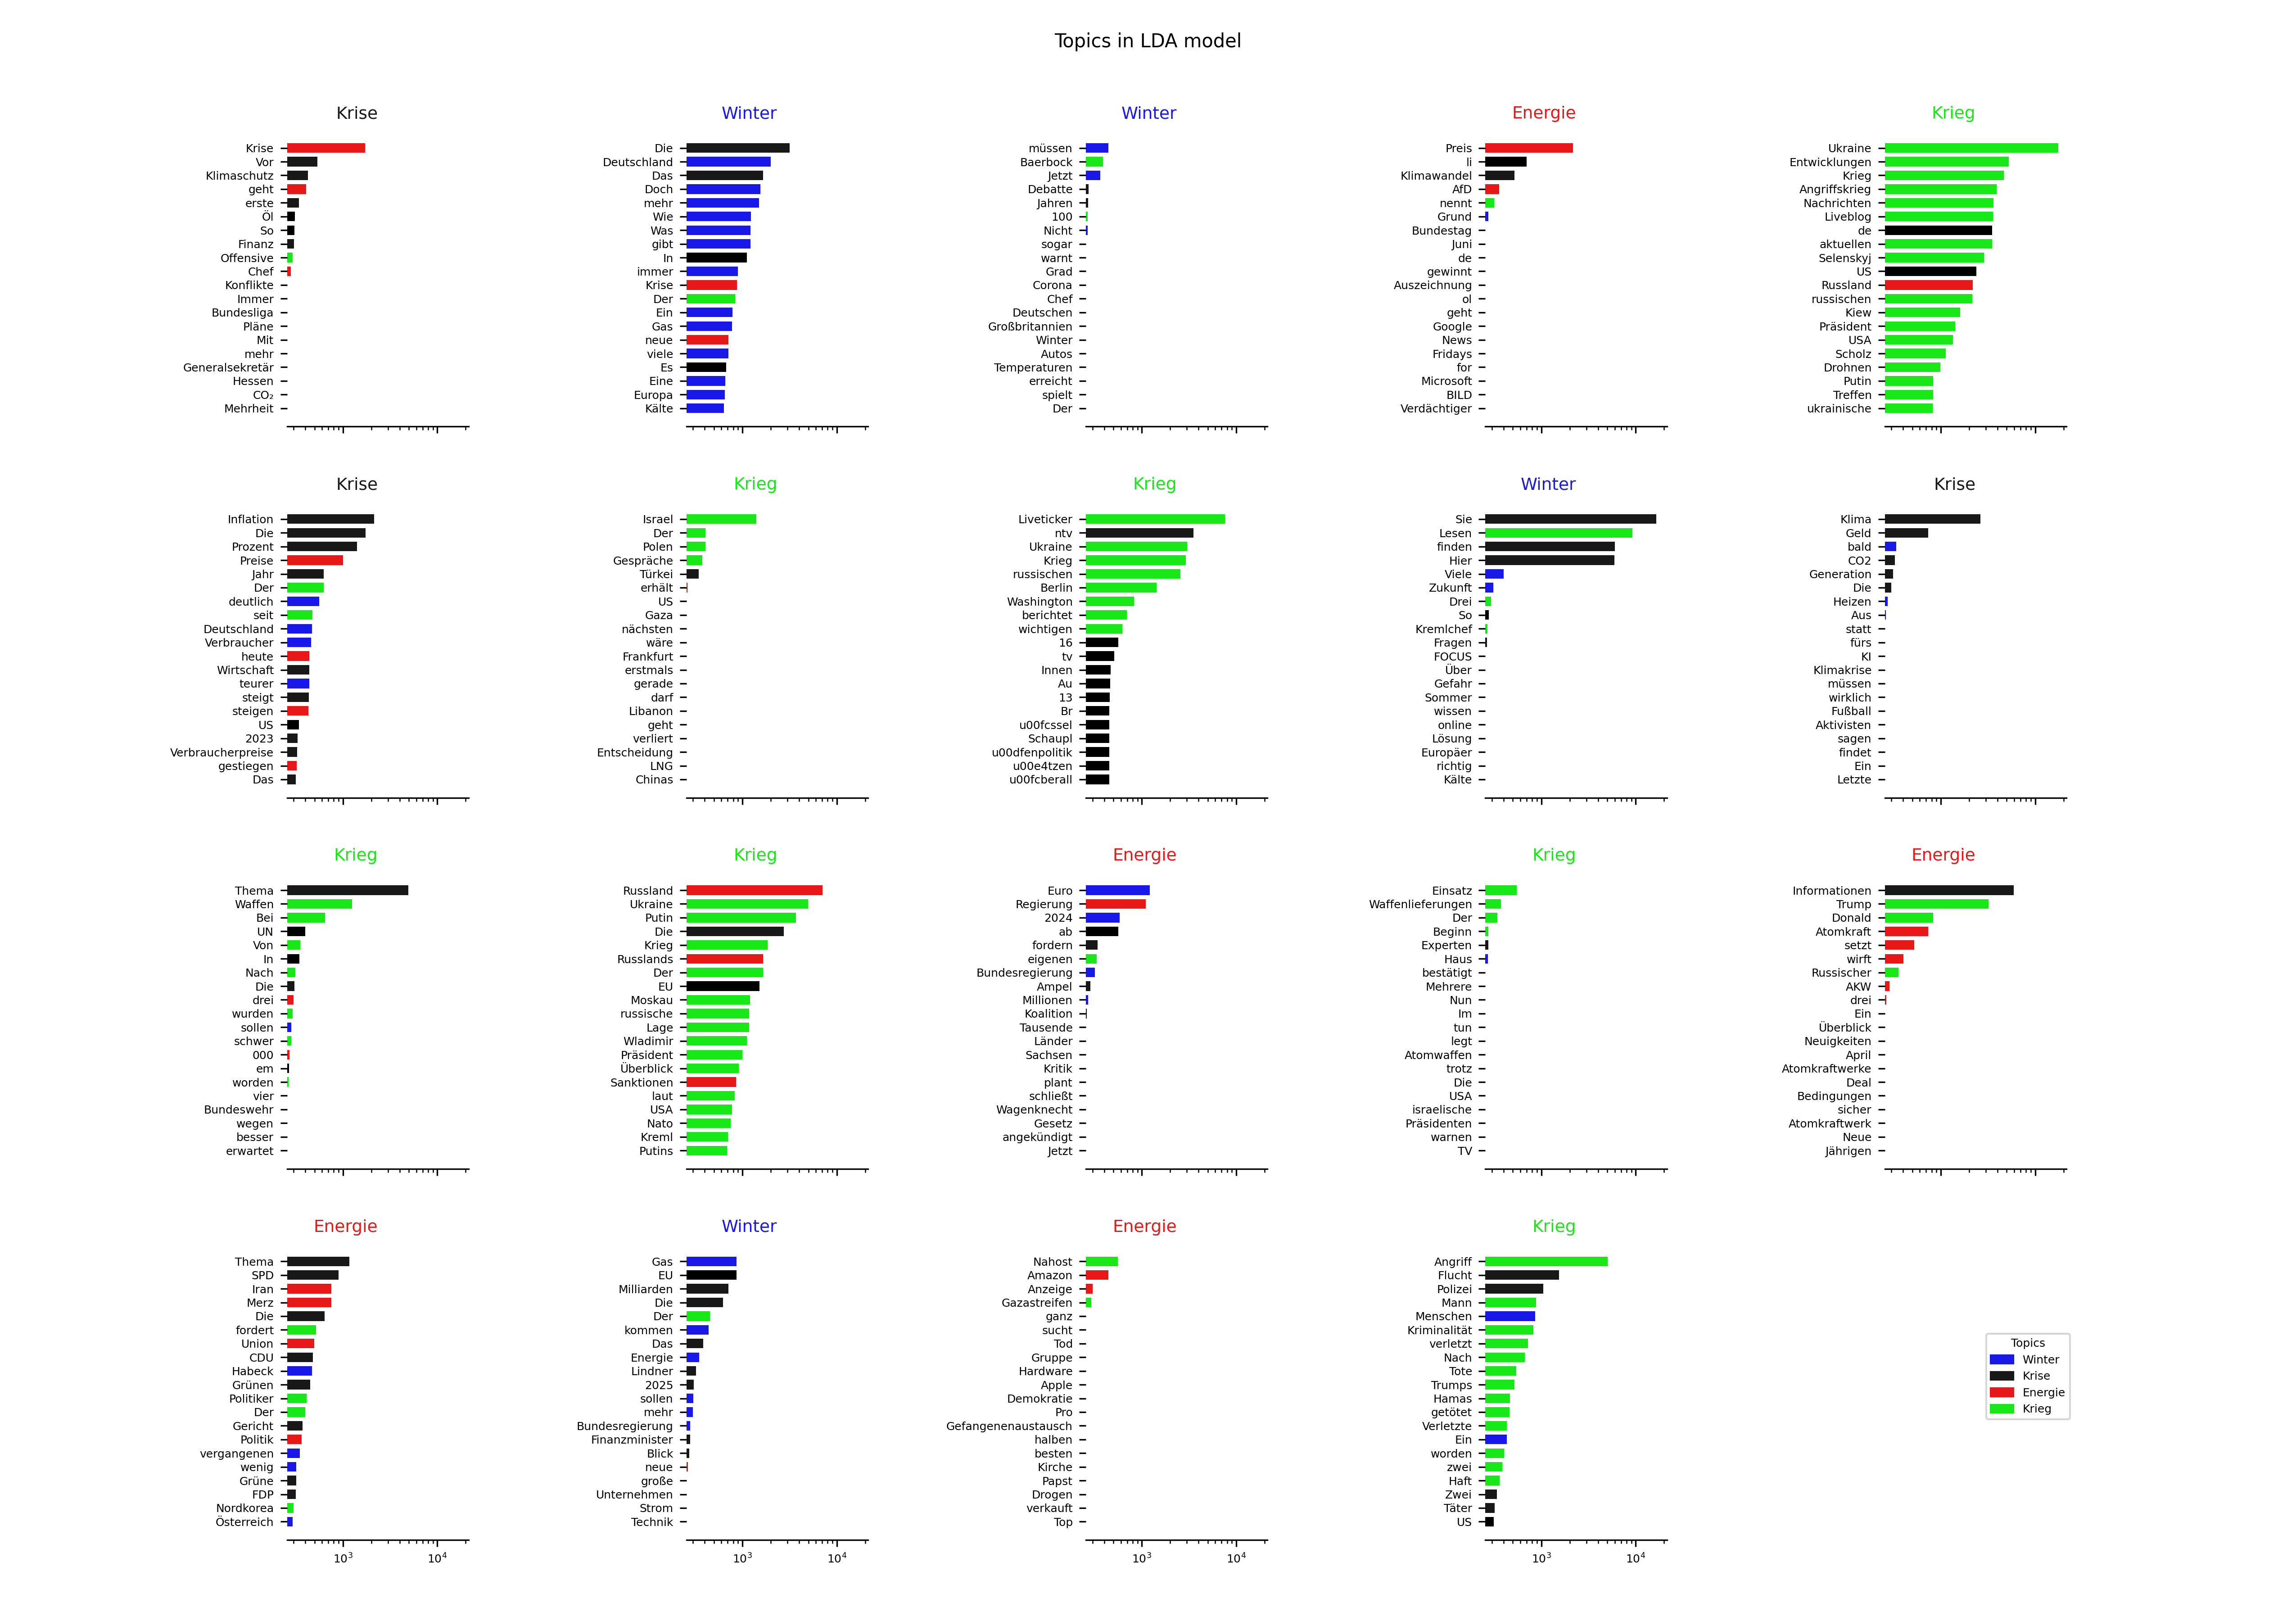 Topics in LDA model
Krise
Krise
Vor
Klimaschutz
geht
erste
Öl
So
Finanz
Offensive
Chef
Konflikte
Immer
Bundesliga
Pläne
Mit
mehr
Generalsekretär
Hessen
CO₂
Mehrheit
Winter
Die
Deutschland
Das
Doch
mehr
Wie
Was
gibt
In
immer
Krise
Der
Ein
Gas
neue
viele
Es
Eine
Europa
Kälte
Winter
müssen
Baerbock
Jetzt
Debatte
Jahren
100
Nicht
sogar
warnt
Grad
Corona
Chef
Deutschen
Großbritannien
Winter
Autos
Temperaturen
erreicht
spielt
Der
Energie
Preis
li
Klimawandel
AfD
nennt
Grund
Bundestag
Juni
de
gewinnt
Auszeichnung
ol
geht
Google
News
Fridays
for
Microsoft
BILD
Verdächtiger
Krieg
Ukraine
Entwicklungen
Krieg
Angriffskrieg
Nachrichten
Liveblog
de
aktuellen
Selenskyj
US
Russland
russischen
Kiew
Präsident
USA
Scholz
Drohnen
Putin
Treffen
ukrainische
Krise
Inflation
Die
Prozent
Preise
Jahr
Der
deutlich
seit
Deutschland
Verbraucher
heute
Wirtschaft
teurer
steigt
steigen
US
2023
Verbraucherpreise
gestiegen
Das
Krieg
Israel
Der
Polen
Gespräche
Türkei
erhält
US
Gaza
nächsten
wäre
Frankfurt
erstmals
gerade
darf
Libanon
geht
verliert
Entscheidung
LNG
Chinas
Krieg
Liveticker
ntv
Ukraine
Krieg
russischen
Berlin
Washington
berichtet
wichtigen
16
tv
Innen
Au
13
Br
u00fcssel
Schaupl
u00dfenpolitik
u00e4tzen
u00fcberall
Winter
Sie
Lesen
finden
Hier
Viele
Zukunft
Drei
So
Kremlchef
Fragen
FOCUS
Über
Gefahr
Sommer
wissen
online
Lösung
Europäer
richtig
Kälte
Krise
Klima
Geld
bald
CO2
Generation
Die
Heizen
Aus
statt
fürs
KI
Klimakrise
müssen
wirklich
Fußball
Aktivisten
sagen
findet
Ein
Letzte
Krieg
Thema
Waffen
Bei
UN
Von
In
Nach
Die
drei
wurden
sollen
schwer
000
em
worden
vier
Bundeswehr
wegen
besser
erwartet
Krieg
Russland
Ukraine
Putin
Die
Krieg
Russlands
Der
EU
Moskau
russische
Lage
Wladimir
Präsident
Überblick
Sanktionen
laut
USA
Nato
Kreml
Putins
Energie
Euro
Regierung
2024
ab
fordern
eigenen
Bundesregierung
Ampel
Millionen
Koalition
Tausende
Länder
Sachsen
Kritik
plant
schließt
Wagenknecht
Gesetz
angekündigt
Jetzt
Krieg
Einsatz
Waffenlieferungen
Der
Beginn
Experten
Haus
bestätigt
Mehrere
Nun
Im
tun
legt
Atomwaffen
trotz
Die
USA
israelische
Präsidenten
warnen
TV
Energie
Informationen
Trump
Donald
Atomkraft
setzt
wirft
Russischer
AKW
drei
Ein
Überblick
Neuigkeiten
April
Atomkraftwerke
Deal
Bedingungen
sicher
Atomkraftwerk
Neue
Jährigen
Energie
Thema
SPD
Iran
Merz
Die
fordert
Union
CDU
Habeck
Grünen
Politiker
Der
Gericht
Politik
vergangenen
wenig
Grüne
FDP
Nordkorea
Österreich
10³ 10⁴
Winter
Gas
EU
Milliarden
Die
Der
kommen
Das
Energie
Lindner
2025
sollen
mehr
Bundesregierung
Finanzminister
Blick
neue
große
Unternehmen
Strom
Technik
10³ 10⁴
Energie
Nahost
Amazon
Anzeige
Gazastreifen
ganz
sucht
Tod
Gruppe
Hardware
Apple
Demokratie
Pro
Gefangenenaustausch
halben
besten
Kirche
Papst
Drogen
verkauft
Top
10³ 10⁴
Krieg
Angriff
Flucht
Polizei
Mann
Menschen
Kriminalität
verletzt
Nach
Tote
Trumps
Hamas
getötet
Verletzte
Ein
worden
zwei
Haft
Zwei
Täter
US
10³ 10⁴
Topics
Winter
Krise
Energie
Krieg